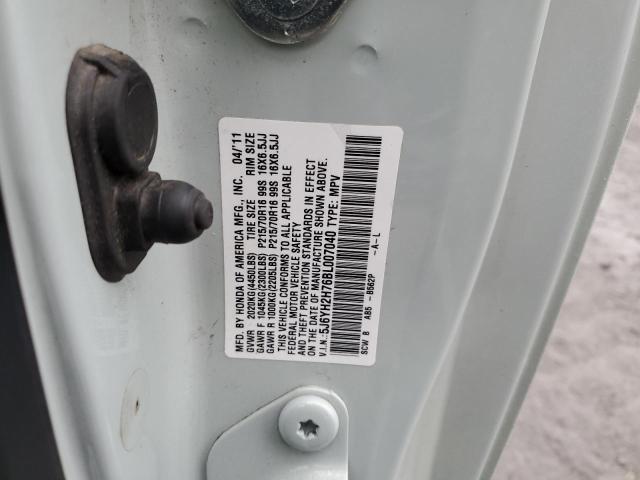 MFD. BY HONDA OF AMERICA MFG., INC. 04/11
GVWR 2020KG(4450LBS) TIRE SIZE RIM SIZE
GAWR F 1045KG(2300LBS) P215/70R16 99S 16X6.5JJ
GAWR R 1000KG(2205LBS) P215/70R16 99S 16X6.5JJ
THIS VEHICLE CONFORMS TO ALL APPLICABLE
FEDERAL MOTOR VEHICLE SAFETY
AND THEFT PREVENTION STANDARDS IN EFFECT
ON THE DATE OF MANUFACTURE SHOWN ABOVE.
V.I.N.: 5J6YH2H76BL007040 TYPE: MPV
SCW 8 AB5 - B562P -A-L